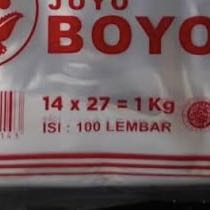 JOYO
BOYO
14 x 27 = 1 Kg
ISI : 100 LEMBAR